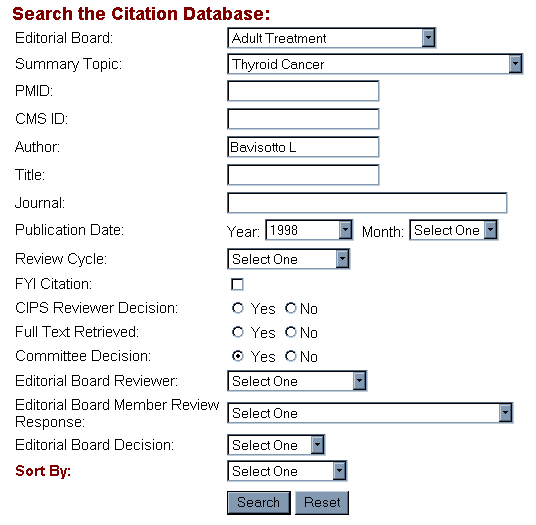 Search the Citation Database:
Editorial Board: Adult Treatment
Summary Topic: Thyroid Cancer
PMID:
CMS ID:
Author: Bavisotto L
Title:
Journal:
Publication Date: Year: 1998 Month: Select One
Review Cycle: Select One
FYI Citation:
CIPS Reviewer Decision: Yes No
Full Text Retrieved: Yes No
Committee Decision: Yes No
Editorial Board Reviewer: Select One
Editorial Board Member Review
Response: Select One
Editorial Board Decision: Select One
Sort By: Select One
Search Reset